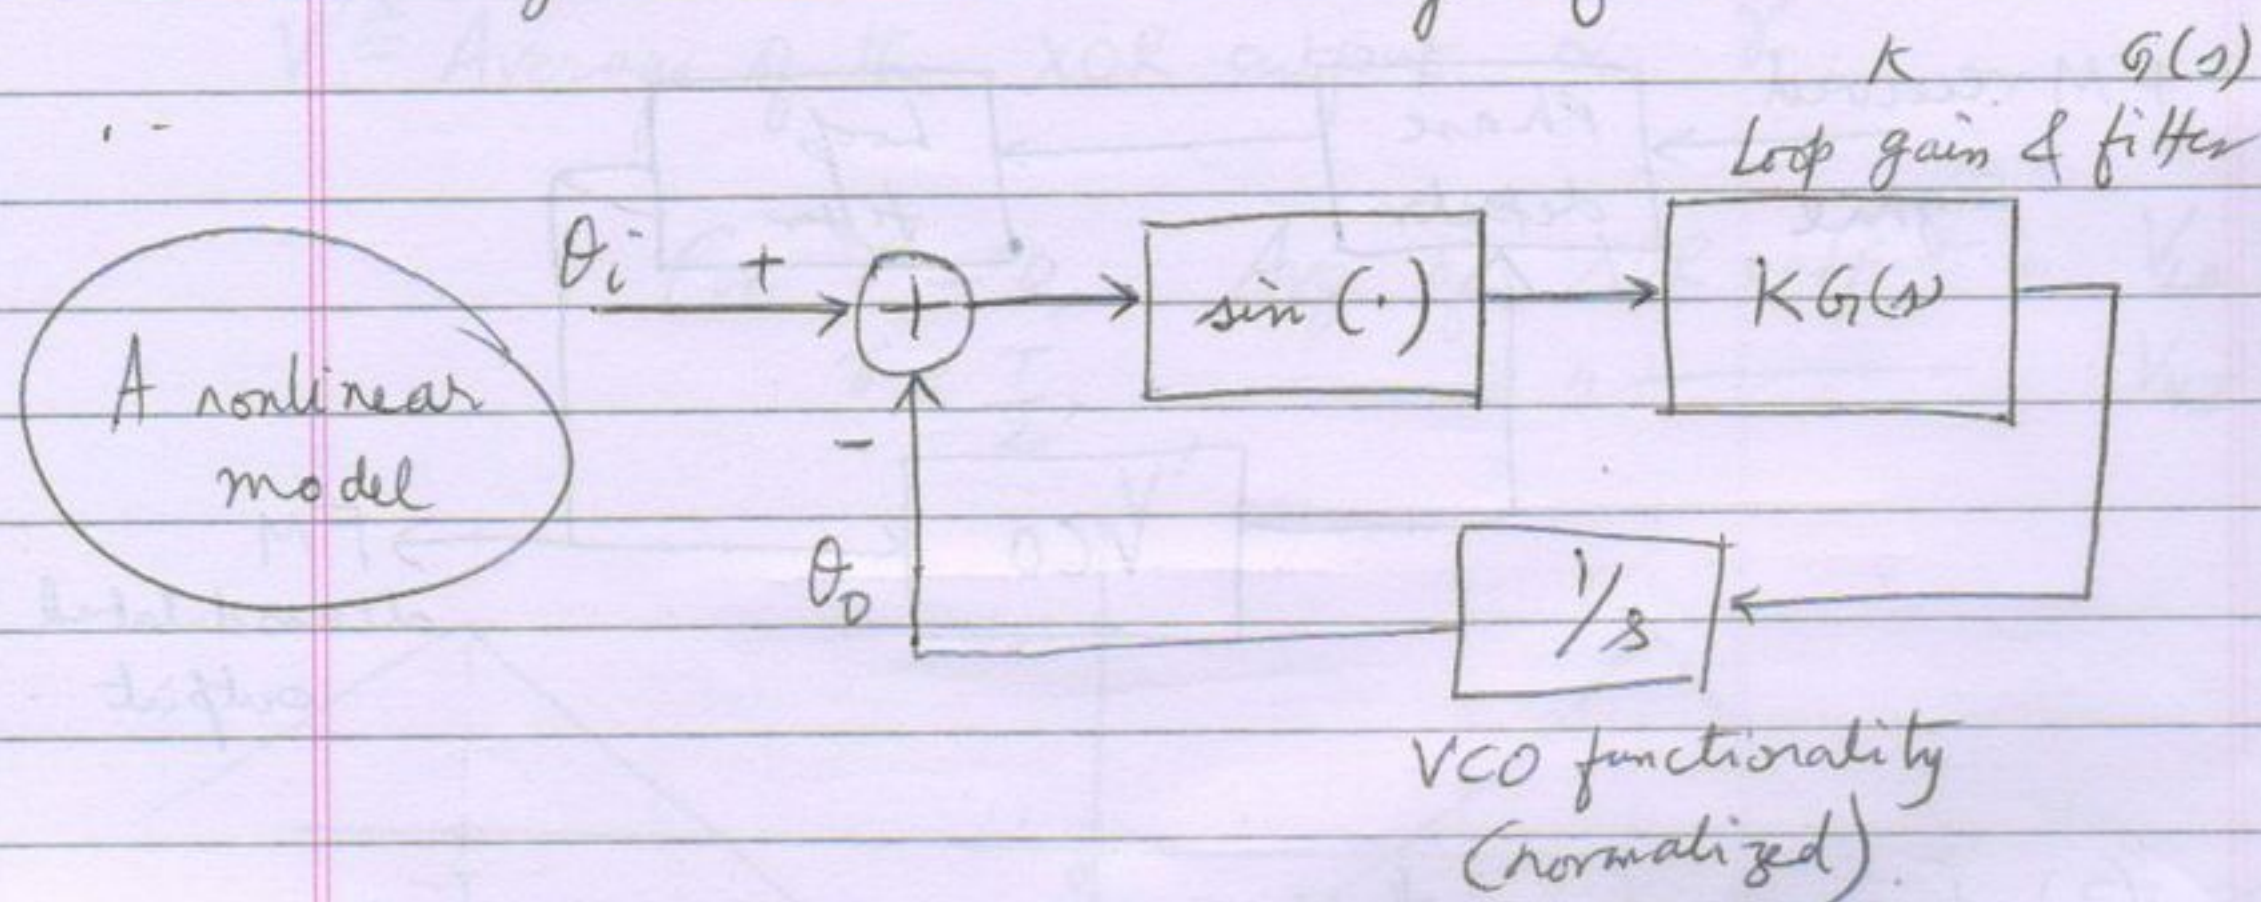 K G(s)
Loop gain & filter
θi + + sin (·) KG(s)
A nonlinear
model
−
θo
1/s
VCO functionality
(normalized).